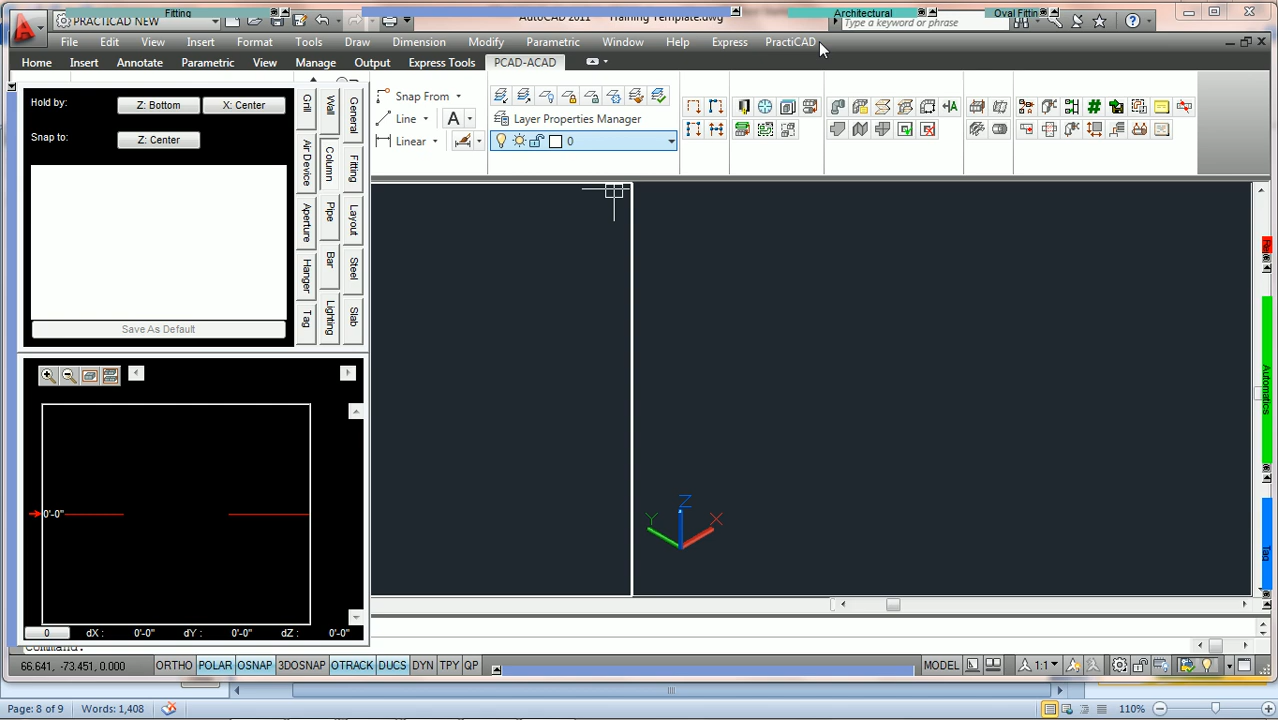 Fitting
Architectural
Oval Fittin
PRACTICAD NEW
AutoCAD 2011
Training Template.dwg
Type a keyword or phrase
File Edit View Insert Format Tools Draw Dimension Modify Parametric Window Help Express PractiCAD
Home Insert Annotate Parametric View Manage Output Express Tools PCAD-ACAD
Hold by: Z: Bottom X: Center
Snap to: Z: Center
Save As Default
Grill
Air Device
Aperture
Hanger
Tag
Wall
Column
Pipe
Bar
Lighting
General
Fitting
Layout
Steel
Slab
Snap From
Line
A
Linear
Layer Properties Manager
0
Z
Y
X
0'-0"
0 dX : 0'-0" dY : 0'-0" dZ : 0'-0"
Automatics
Tag
Command:
66.641, -73.451, 0.000 ORTHO POLAR OSNAP 3DOSNAP OTRACK DUCS DYN TPY QP MODEL 1:1
Page: 8 of 9 Words: 1,408 110%